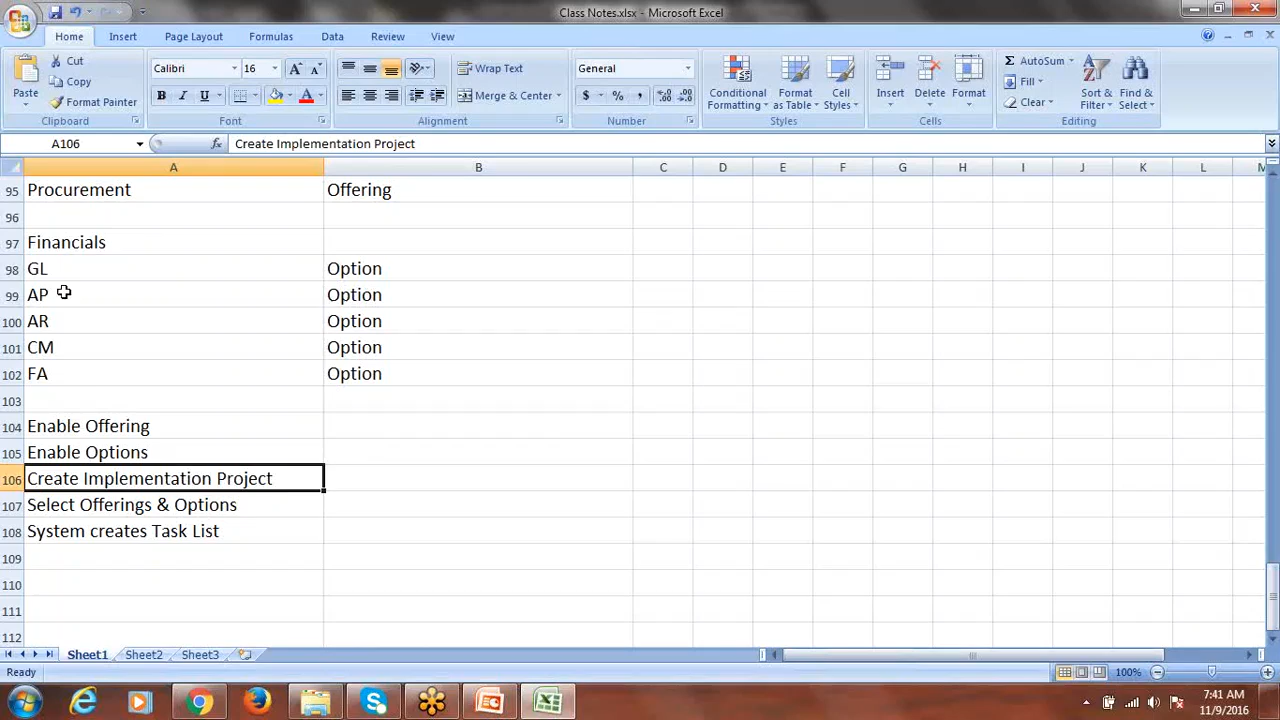 Class Notes.xlsx - Microsoft Excel
Home Insert Page Layout Formulas Data Review View
Paste
Cut
Copy
Format Painter
Clipboard
Calibri 16
B I U
Font
Wrap Text
Merge & Center
Alignment
General
$ % ,
Number
Conditional Formatting
Format as Table
Cell Styles
Styles
Insert Delete Format
Cells
Σ AutoSum
Fill
Clear
Sort & Filter
Find & Select
Editing
A106 fx Create Implementation Project
A B C D E F G H I J K L M
95 Procurement Offering
96
97 Financials
98 GL Option
99 AP Option
100 AR Option
101 CM Option
102 FA Option
103
104 Enable Offering
105 Enable Options
106 Create Implementation Project
107 Select Offerings & Options
108 System creates Task List
109
110
111
112
Sheet1 Sheet2 Sheet3
Ready 100%
7:41 AM
11/9/2016